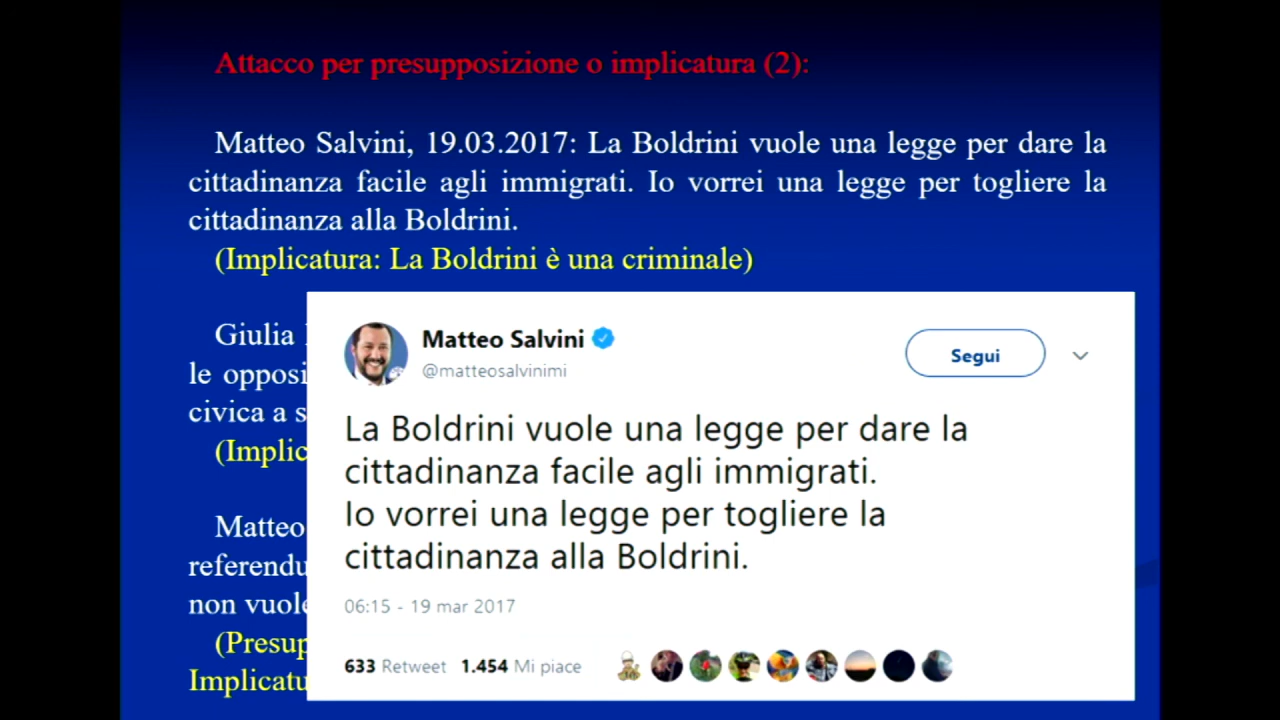 Attacco per presupposizione o implicatura (2):
Matteo Salvini, 19.03.2017: La Boldrini vuole una legge per dare la
cittadinanza facile agli immigrati. Io vorrei una legge per togliere la
cittadinanza alla Boldrini.
(Implicatura: La Boldrini è una criminale)
Giulia
le opposi
civica a s
(Implic
Matteo
referendu
non vuole
(Presup
Implicatu
Matteo Salvini
@matteosalvinimi
Segui
La Boldrini vuole una legge per dare la
cittadinanza facile agli immigrati.
Io vorrei una legge per togliere la
cittadinanza alla Boldrini.
06:15 - 19 mar 2017
633 Retweet 1.454 Mi piace